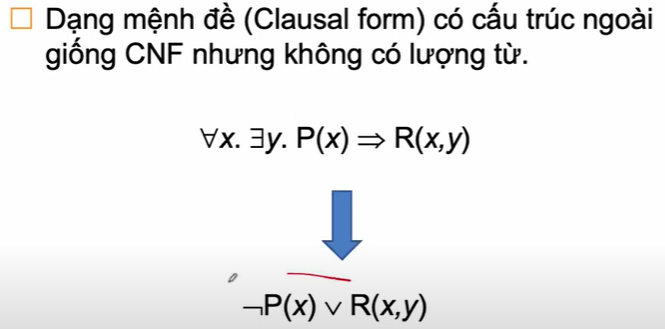 Dạng mệnh đề (Clausal form) có cấu trúc ngoài
giống CNF nhưng không có lượng từ.
∀x. ∃y. P(x) ⇒ R(x,y)
¬P(x) ∨ R(x,y)